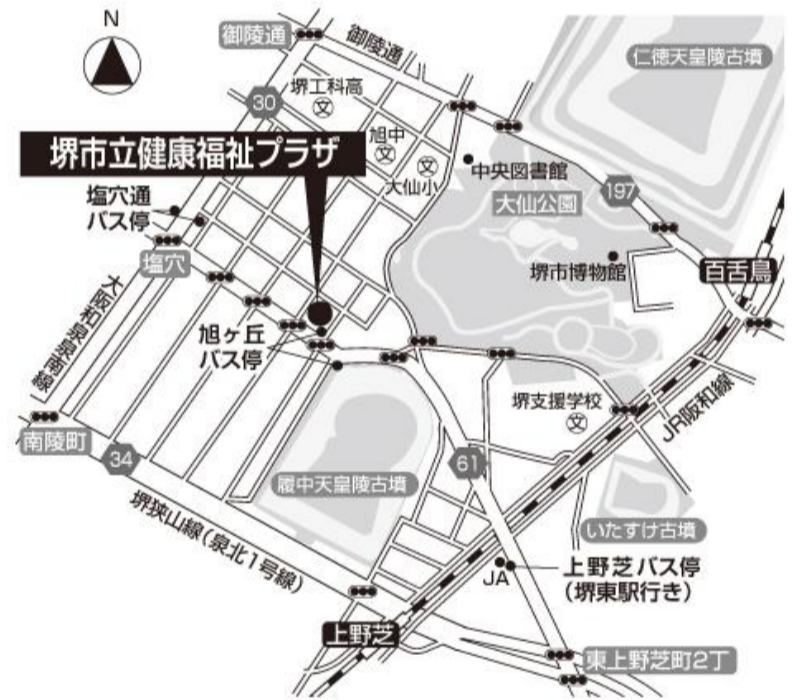 N
御陵通
御陵通
仁徳天皇陵古墳
堺工科高
文
30
旭中
文
堺市立健康福祉プラザ
文
大仙小
中央図書館
大仙公園
197
塩穴通
バス停
塩穴
堺市博物館
百舌鳥
大阪和泉泉南線
旭ヶ丘
バス停
堺支援学校
文
JR阪和線
南陵町
34
61
履中天皇陵古墳
堺狭山線(泉北1号線)
いたすけ古墳
JA
上野芝バス停
(堺東駅行き)
上野芝
東上野芝町2丁